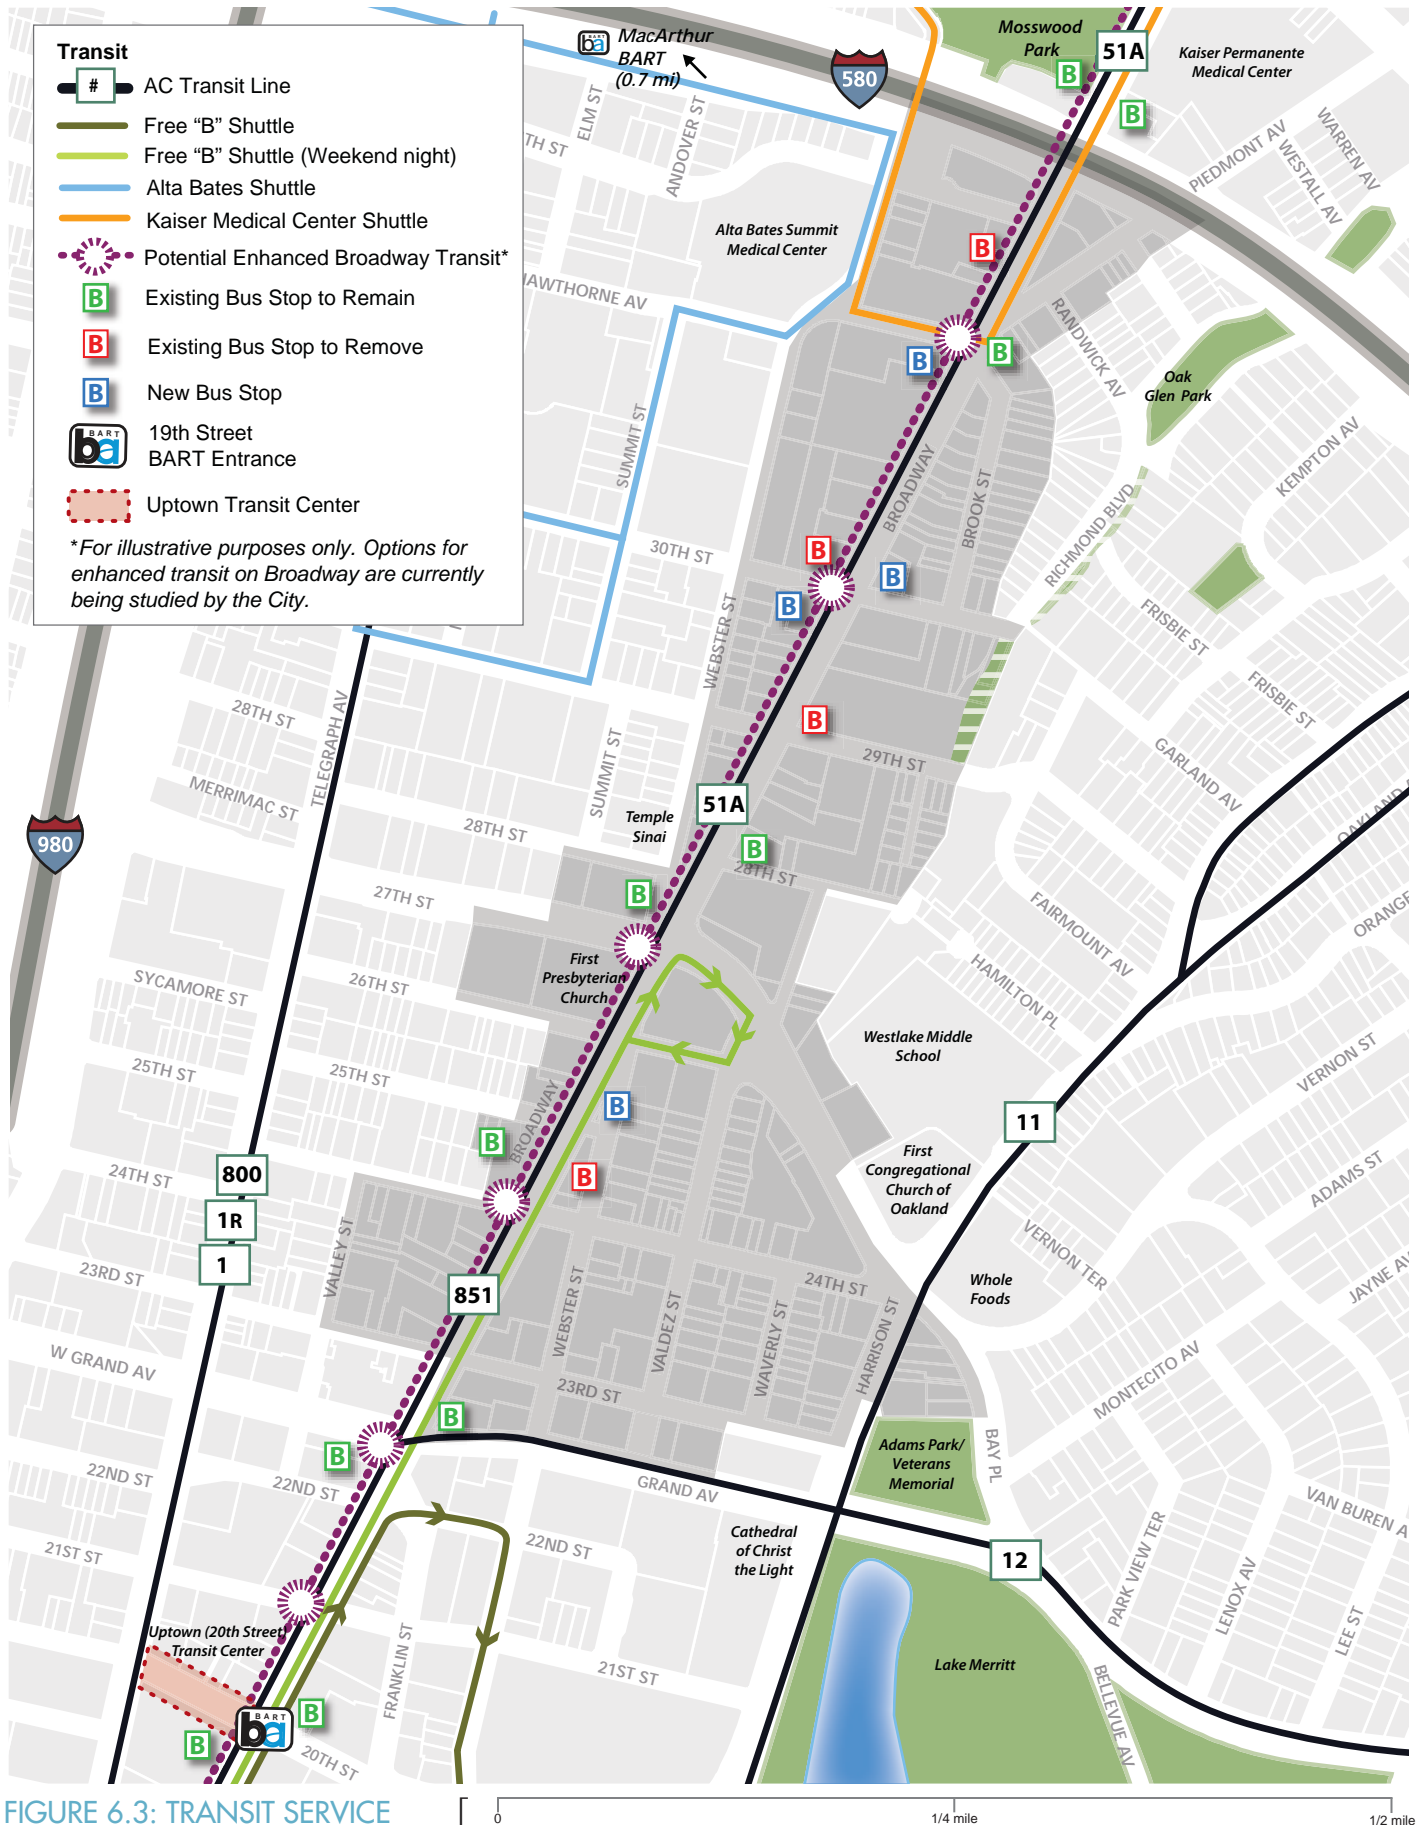 Transit
# AC Transit Line
Free “B” Shuttle
Free “B” Shuttle (Weekend night)
Alta Bates Shuttle
Kaiser Medical Center Shuttle
Potential Enhanced Broadway Transit*
B Existing Bus Stop to Remain
B Existing Bus Stop to Remove
B New Bus Stop
BART
ba
19th Street
BART Entrance
Uptown Transit Center
*For illustrative purposes only. Options for
enhanced transit on Broadway are currently
being studied by the City.
BART
ba
MacArthur
BART
(0.7 mi)
580
Mosswood
Park
51A
Kaiser Permanente
Medical Center
B
B
ELM ST
ANDOVER ST
TH ST
PIEDMONT AV
WARREN AV
WESTALL AV
Alta Bates Summit
Medical Center
B
AWTHORNE AV
RANDWICK AV
B
B
Oak
Glen Park
SUMMIT ST
BROADWAY
BROOK ST
KEMPTON AV
RICHMOND BLVD
30TH ST
B
B
B
WEBSTER ST
FRISBIE ST
FRISBIE ST
28TH ST
TELEGRAPH AV
SUMMIT ST
B
29TH ST
GARLAND AV
MERRIMAC ST
980
28TH ST
Temple
Sinai
51A
OAKLAND
B
28TH ST
27TH ST
B
FAIRMOUNT AV
ORANGE
First
Presbyterian
Church
HAMILTON PL
SYCAMORE ST
26TH ST
Westlake Middle
School
VERNON ST
25TH ST
25TH ST
BROADWAY
B
11
B
First
Congregational
Church of
Oakland
ADAMS ST
24TH ST
800
B
1R
1
VALLEY ST
VERNON TER
23RD ST
851
WEBSTER ST
VALDEZ ST
24TH ST
WAVERLY ST
HARRISON ST
Whole
Foods
JAYNE AV
W GRAND AV
23RD ST
MONTECITO AV
B
B
Adams Park/
Veterans
Memorial
BAY PL
22ND ST
22ND ST
GRAND AV
VAN BUREN A
21ST ST
22ND ST
Cathedral
of Christ
the Light
12
PARK VIEW TER
LENOX AV
LEE ST
Uptown (20th Street)
Transit Center
FRANKLIN ST
21ST ST
Lake Merritt
BELLEVUE AV
B
B
BART
ba
20TH ST
FIGURE 6.3: TRANSIT SERVICE
0
1/4 mile
1/2 mile